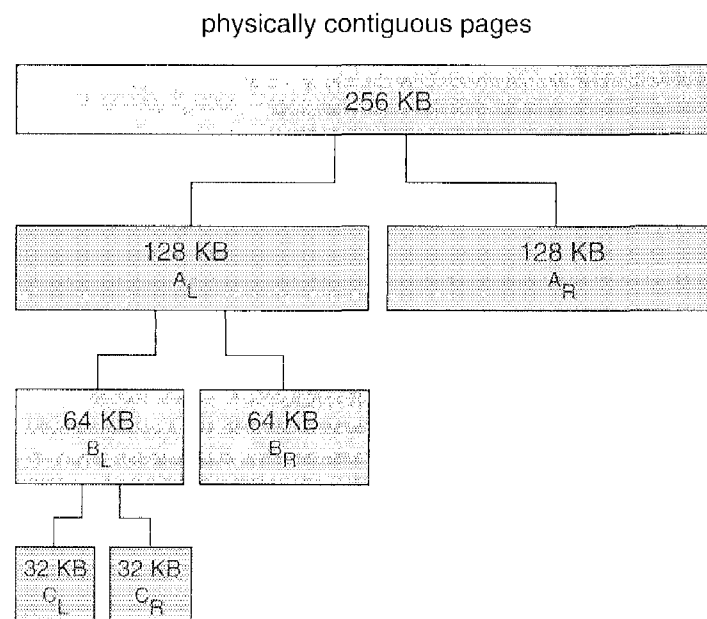 physically contiguous pages
256 KB
128 KB
A_L
128 KB
A_R
64 KB
B_L
64 KB
B_R
32 KB
C_L
32 KB
C_R